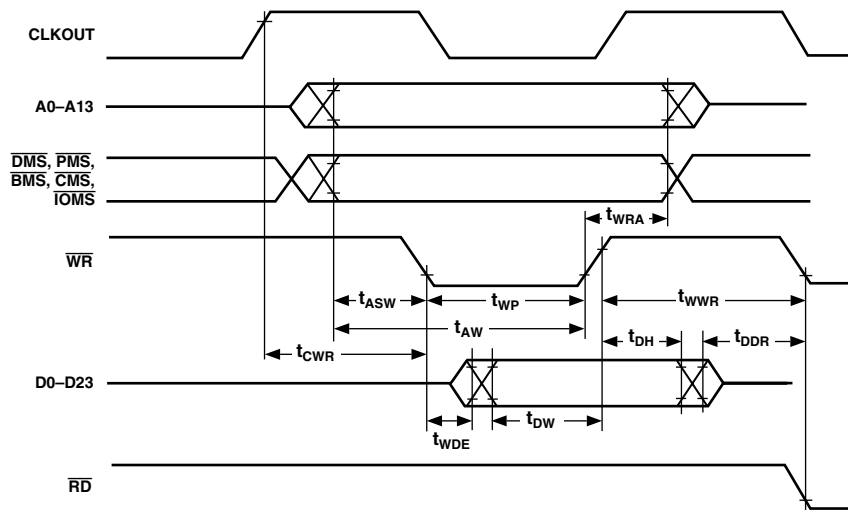 CLKOUT
A0–A13
DMS, PMS,
BMS, CMS,
IOMS
tWRA
WR
tASW
tWP
tWWR
tAW
tCWR
tDH
tDDR
D0–D23
tWDE
tDW
RD